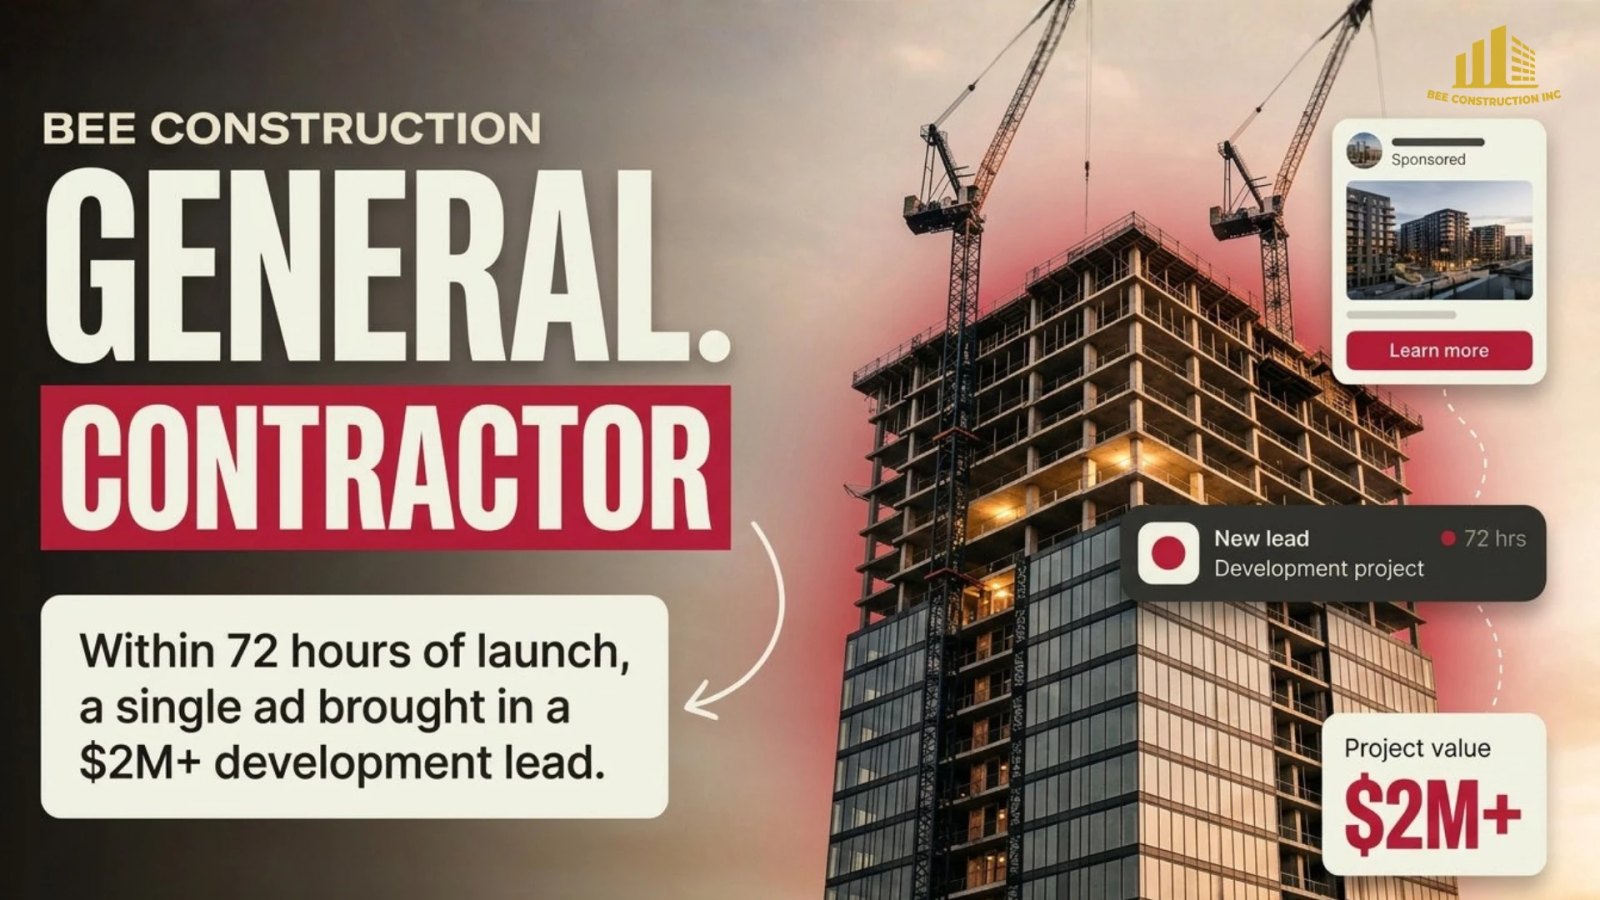 BEE CONSTRUCTION
GENERAL.
CONTRACTOR
Within 72 hours of launch,
a single ad brought in a
$2M+ development lead.
BEE CONSTRUCTION INC
Sponsored
Learn more
New lead
72 hrs
Development project
Project value
$2M+